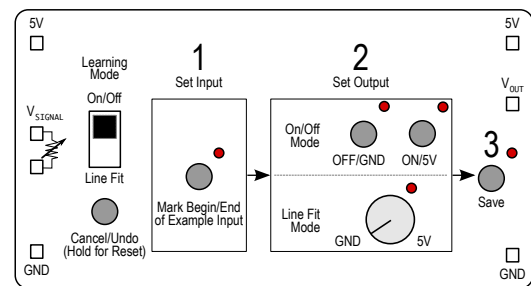 5V
Learning
Mode
On/Off
V_SIGNAL
Line Fit
Cancel/Undo
(Hold for Reset)
GND
1
Set Input
Mark Begin/End
of Example Input
2
Set Output
On/Off
Mode
OFF/GND
ON/5V
Line Fit
Mode
GND
5V
5V
V_OUT
3
Save
GND